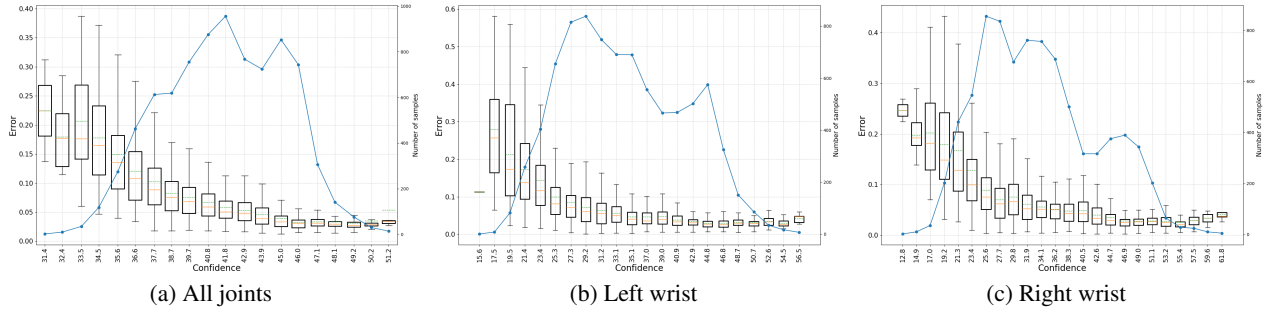 0.40
0.35
0.30
0.25
0.20
0.15
0.10
0.05
0.00
Error
1000
800
600
400
200
0
Number of samples
31.4 32.4 33.5 34.5 35.6 36.6 37.7 38.7 39.7 40.8 41.8 42.8 43.9 45.0 46.0 47.1 48.1 49.2 50.2 51.2
Confidence
(a) All joints
0.6
0.5
0.4
0.3
0.2
0.1
0.0
Error
800
600
400
200
0
Number of samples
15.6 17.5 19.5 21.4 23.4 25.3 27.3 29.2 31.2 33.1 35.1 37.0 39.0 40.9 42.9 44.8 46.8 48.7 50.7 52.6 54.5 56.5
Confidence
(b) Left wrist
0.4
0.3
0.2
0.1
0.0
Error
800
600
400
200
0
Number of samples
12.8 14.9 17.0 19.2 21.3 23.4 25.6 27.7 29.8 31.9 34.1 36.2 38.3 40.5 42.6 44.7 46.9 49.0 51.1 53.2 55.4 57.5 59.6 61.8
Confidence
(c) Right wrist